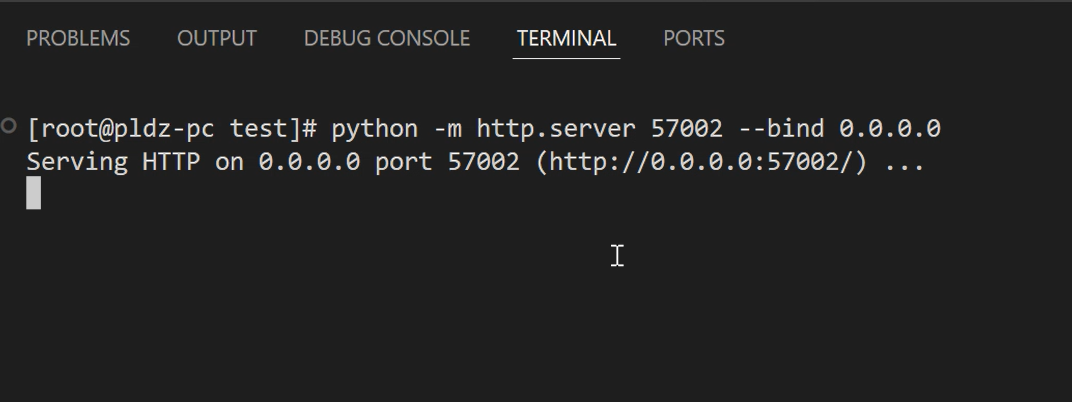 PROBLEMS OUTPUT DEBUG CONSOLE TERMINAL PORTS
[root@pldz-pc test]# python -m http.server 57002 --bind 0.0.0.0
Serving HTTP on 0.0.0.0 port 57002 (http://0.0.0.0:57002/) ...